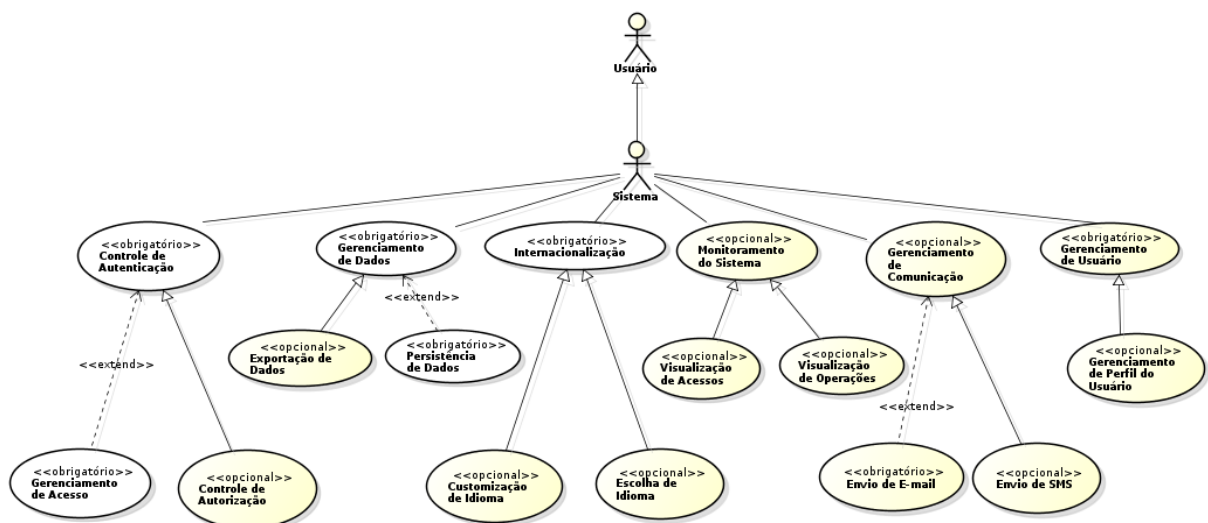 Usuário
Sistema
<<obrigatório>>
Controle de
Autenticação
<<obrigatório>>
Gerenciamento
de Dados
<<obrigatório>>
Internacionalização
<<opcional>>
Monitoramento
do Sistema
<<opcional>>
Gerenciamento
de
Comunicação
<<obrigatório>>
Gerenciamento
de Usuário
<<extend>>
<<extend>>
<<opcional>>
Exportação de
Dados
<<obrigatório>>
Persistência
de Dados
<<opcional>>
Visualização
de Acessos
<<opcional>>
Visualização
de Operações
<<opcional>>
Gerenciamento
de Perfil do
Usuário
<<extend>>
<<obrigatório>>
Gerenciamento
de Acesso
<<opcional>>
Controle de
Autorização
<<opcional>>
Customização
de Idioma
<<opcional>>
Escolha de
Idioma
<<obrigatório>>
Envio de E-mail
<<opcional>>
Envio de SMS